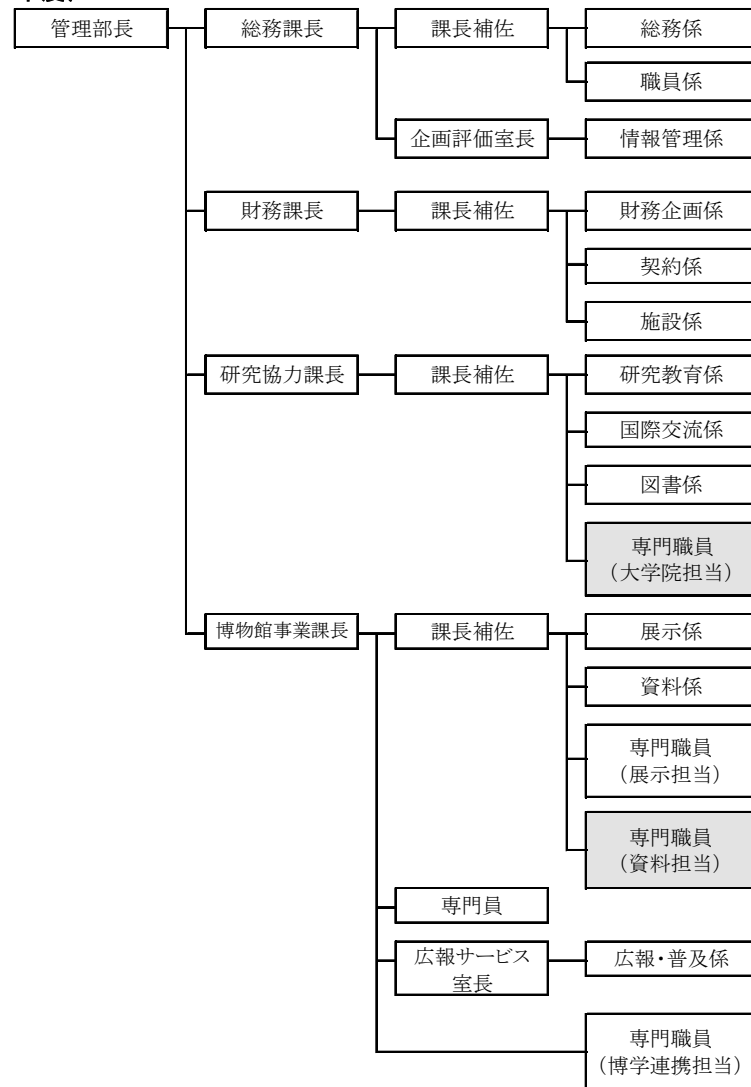 管理部長
総務課長
課長補佐
総務係
職員係
企画評価室長
情報管理係
財務課長
課長補佐
財務企画係
契約係
施設係
研究協力課長
課長補佐
研究教育係
国際交流係
図書係
専門職員
（大学院担当）
博物館事業課長
課長補佐
展示係
資料係
専門職員
（展示担当）
専門職員
（資料担当）
専門員
広報サービス
室長
広報・普及係
専門職員
（博学連携担当）